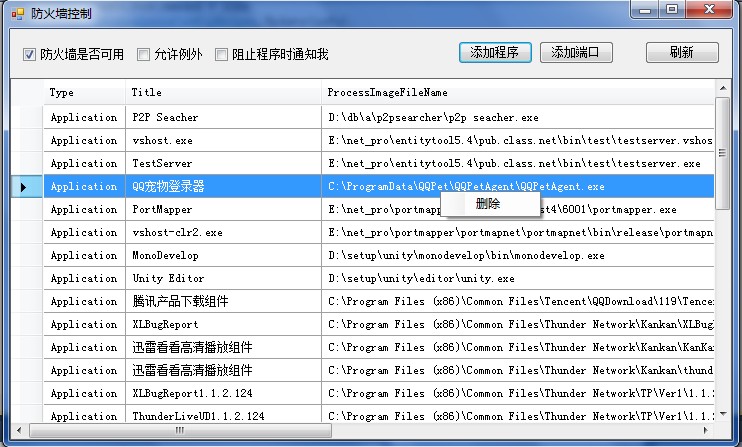 防火墙控制
防火墙是否可用 允许例外 阻止程序时通知我 添加程序 添加端口 刷新
Type Title ProcessImageFileName
Application P2P Seacher D:\db\a\p2psearcher\p2p seacher.exe
Application vshost.exe E:\net_pro\entitytool5.4\pub.class.net\bin\test\testserver.vshos
Application TestServer E:\net_pro\entitytool5.4\pub.class.net\bin\test\testserver.exe
Application QQ宠物登录器 C:\ProgramData\QQPet\QQPetAgent\QQPetAgent.exe
删除
Application PortMapper E:\net_pro\portmapp est4\6001\portmapper.exe
Application vshost-clr2.exe E:\net_pro\portmapper\portmapnet\portmapnet\bin\release\portmapn
Application MonoDevelop D:\setup\unity\monodevelop\bin\monodevelop.exe
Application Unity Editor D:\setup\unity\editor\unity.exe
Application 腾讯产品下载组件 C:\Program Files (x86)\Common Files\Tencent\QQDownload\119\Tence
Application XLBugReport C:\Program Files (x86)\Common Files\Thunder Network\Kankan\XLBug
Application 迅雷看看高清播放组件 C:\Program Files (x86)\Common Files\Thunder Network\KanKan\KanKa
Application 迅雷看看高清播放组件 C:\Program Files (x86)\Common Files\Thunder Network\Kankan\thund
Application XLBugReport1.1.2.124 C:\Program Files (x86)\Common Files\Thunder Network\TP\Ver1\1.1.
Application ThunderLiveUD1.1.2.124 C:\Program Files (x86)\Common Files\Thunder Network\TP\Ver1\1.1.2